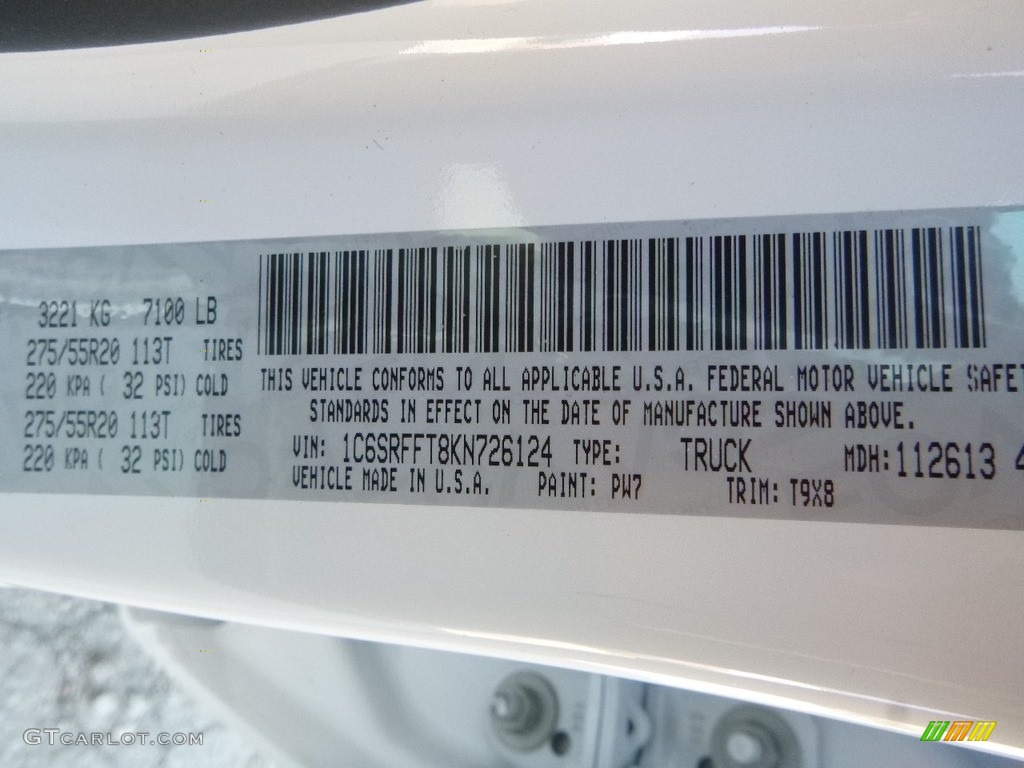 3221 KG 7100 LB
275/55R20 113T TIRES
220 KPA ( 32 PSI) COLD
275/55R20 113T TIRES
220 KPA ( 32 PSI) COLD
THIS VEHICLE CONFORMS TO ALL APPLICABLE U.S.A. FEDERAL MOTOR VEHICLE SAFET
STANDARDS IN EFFECT ON THE DATE OF MANUFACTURE SHOWN ABOVE.
VIN: 1C6SRFFT8KN726124 TYPE: TRUCK MDH: 112613 4
VEHICLE MADE IN U.S.A. PAINT: PW7 TRIM: T9X8
GTCARLOT.COM